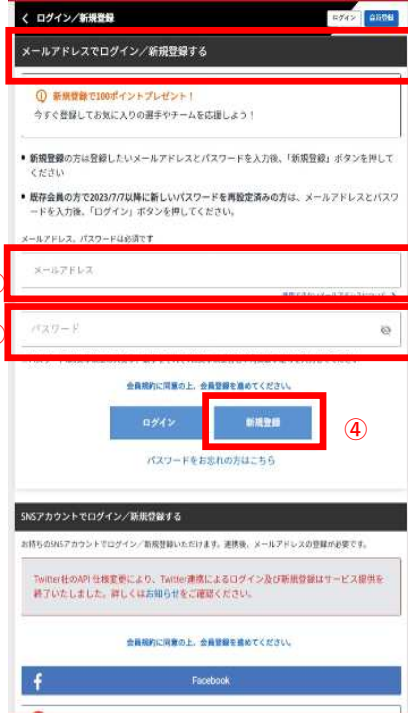 ログイン／新規登録
ログイン
会員登録
メールアドレスでログイン／新規登録する
新規登録で100ポイントプレゼント！
今すぐ登録してお気に入りの選手やチームを応援しよう！
• 新規登録の方は登録したいメールアドレスとパスワードを入力後、「新規登録」ボタンを押して
ください
• 既存会員の方で2023/7/7以降に新しいパスワードを再設定済みの方は、メールアドレスとパスワ
ードを入力後、「ログイン」ボタンを押してください。
メールアドレス、パスワードは必須です
メールアドレス
パスワード
会員規約に同意の上、会員登録を進めてください。
ログイン
新規登録
④
パスワードをお忘れの方はこちら
SNSアカウントでログイン／新規登録する
お持ちのSNSアカウントでログイン／新規登録いただけます。連携後、メールアドレスの登録が必要です。
Twitter社のAPI 仕様変更により、Twitter連携によるログイン及び新規登録はサービス提供を
終了いたしました。詳しくはお知らせをご確認ください。
会員規約に同意の上、会員登録を進めてください。
f
Facebook